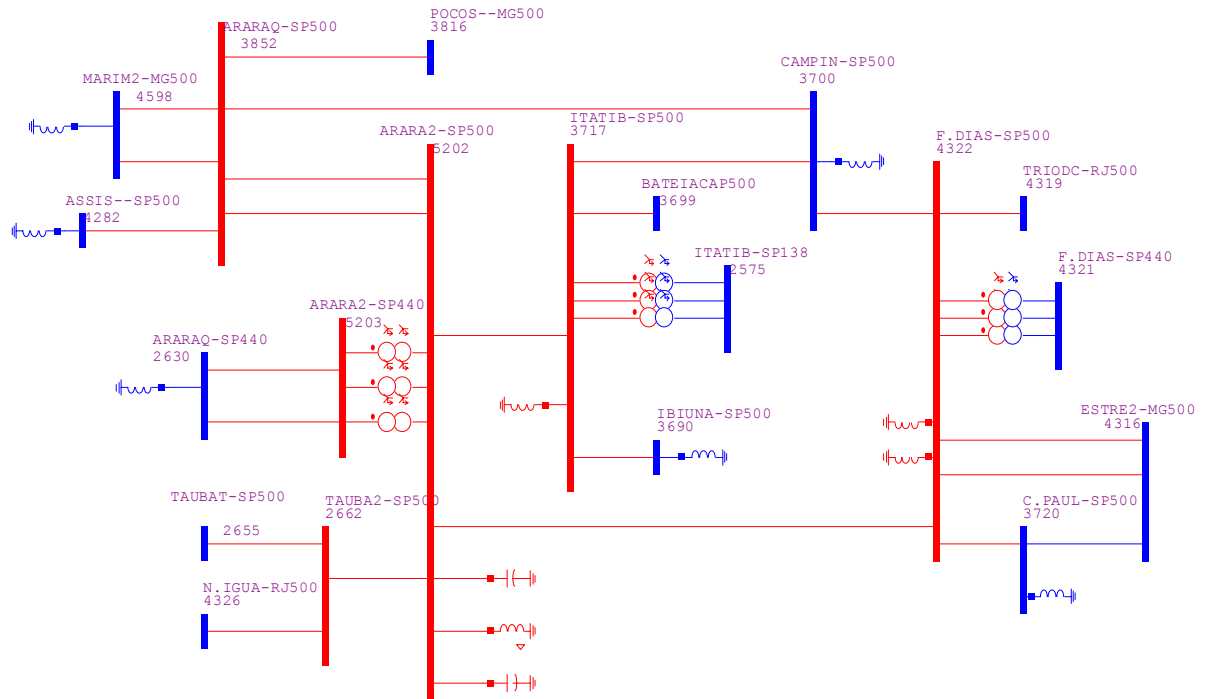 POCOS--MG500
3816
ARARAQ-SP500
3852
CAMPIN-SP500
3700
MARIM2-MG500
4598
ITATIB-SP500
3717
ARARA2-SP500
5202
F.DIAS-SP500
4322
TRIODC-RJ500
4319
BATEIACAP500
3699
ASSIS--SP500
4282
ITATIB-SP138
2575
F.DIAS-SP440
4321
ARARA2-SP440
5203
ARARAQ-SP440
2630
IBIUNA-SP500
3690
ESTRE2-MG500
4316
TAUBAT-SP500
2655
TAUBA2-SP500
2662
C.PAUL-SP500
3720
N.IGUA-RJ500
4326